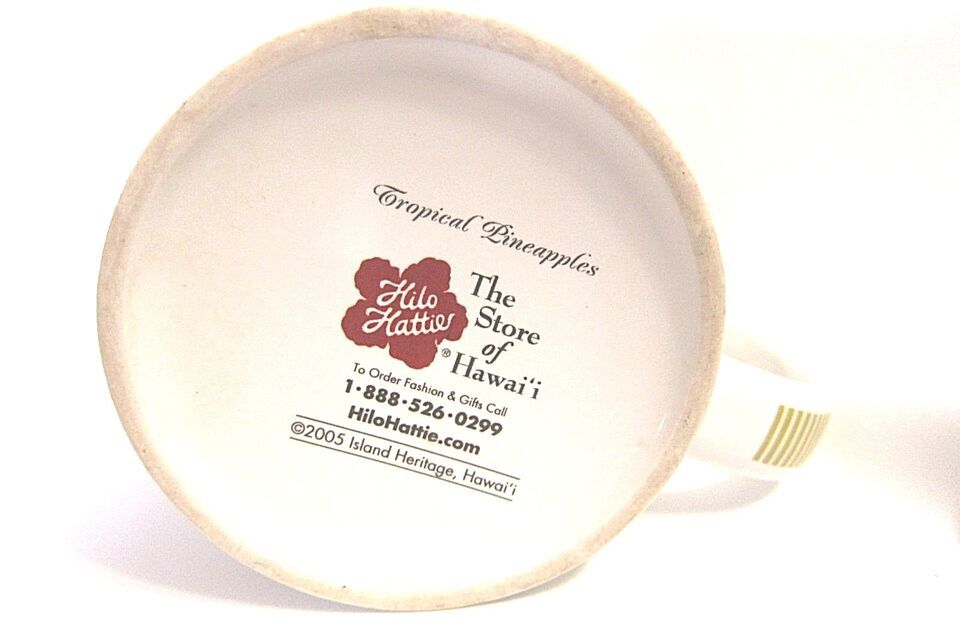 Tropical Pineapples
Hilo
Hattie
®
The
Store
of
Hawai‘i
To Order Fashion & Gifts Call
1•888•526•0299
HiloHattie.com
©2005 Island Heritage, Hawai‘i